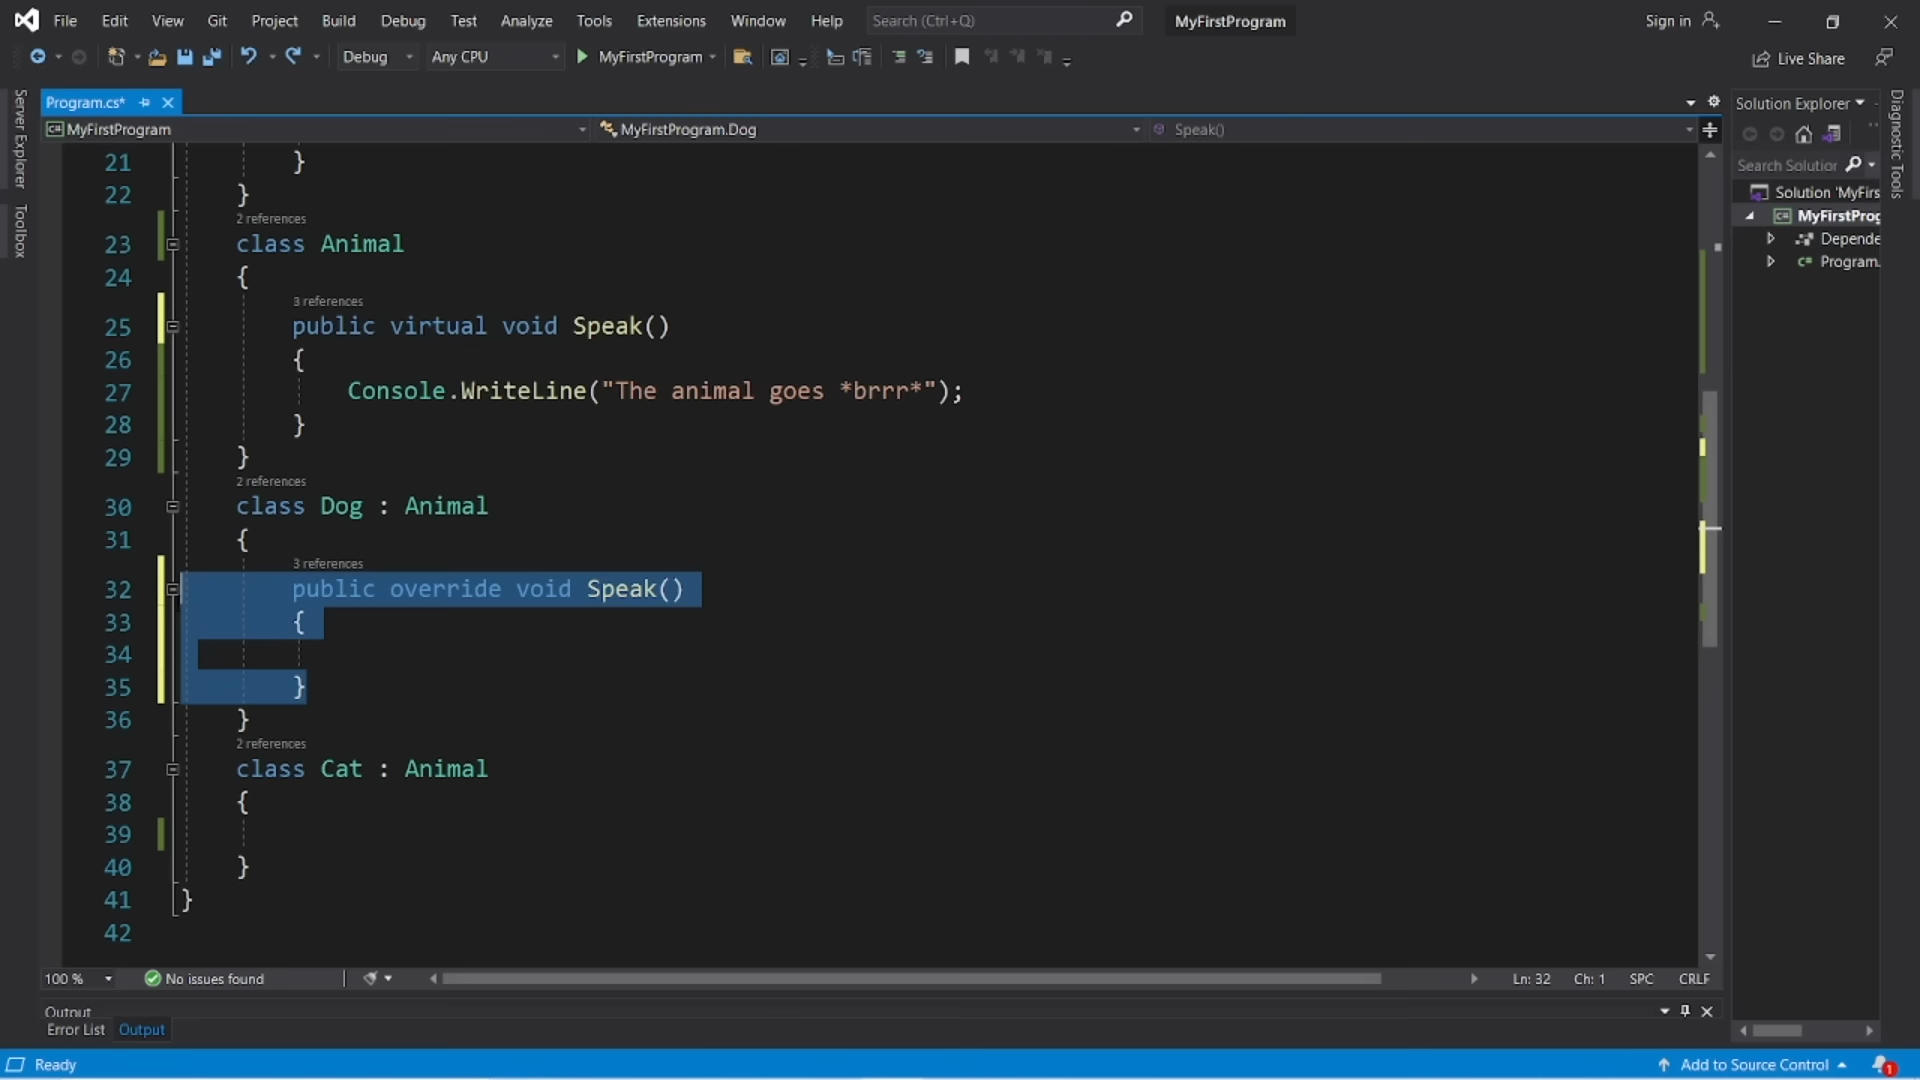 File Edit View Git Project Build Debug Test Analyze Tools Extensions Window Help Search (Ctrl+Q) MyFirstProgram Sign in
Debug Any CPU MyFirstProgram Live Share
Program.cs* Solution Explorer
MyFirstProgram MyFirstProgram.Dog Speak()
Server Explorer
Toolbox
Diagnostic Tools
Search Solution
Solution 'MyFirs
MyFirstProg
Depende
Program.
21 }
22 }
2 references
23 class Animal
24 {
3 references
25 public virtual void Speak()
26 {
27 Console.WriteLine("The animal goes *brrr*");
28 }
29 }
2 references
30 class Dog : Animal
31 {
3 references
32 public override void Speak()
33 {
34
35 }
36 }
2 references
37 class Cat : Animal
38 {
39
40 }
41 }
42
100 % No issues found Ln: 32 Ch: 1 SPC CRLF
Output
Error List Output
Ready Add to Source Control 1